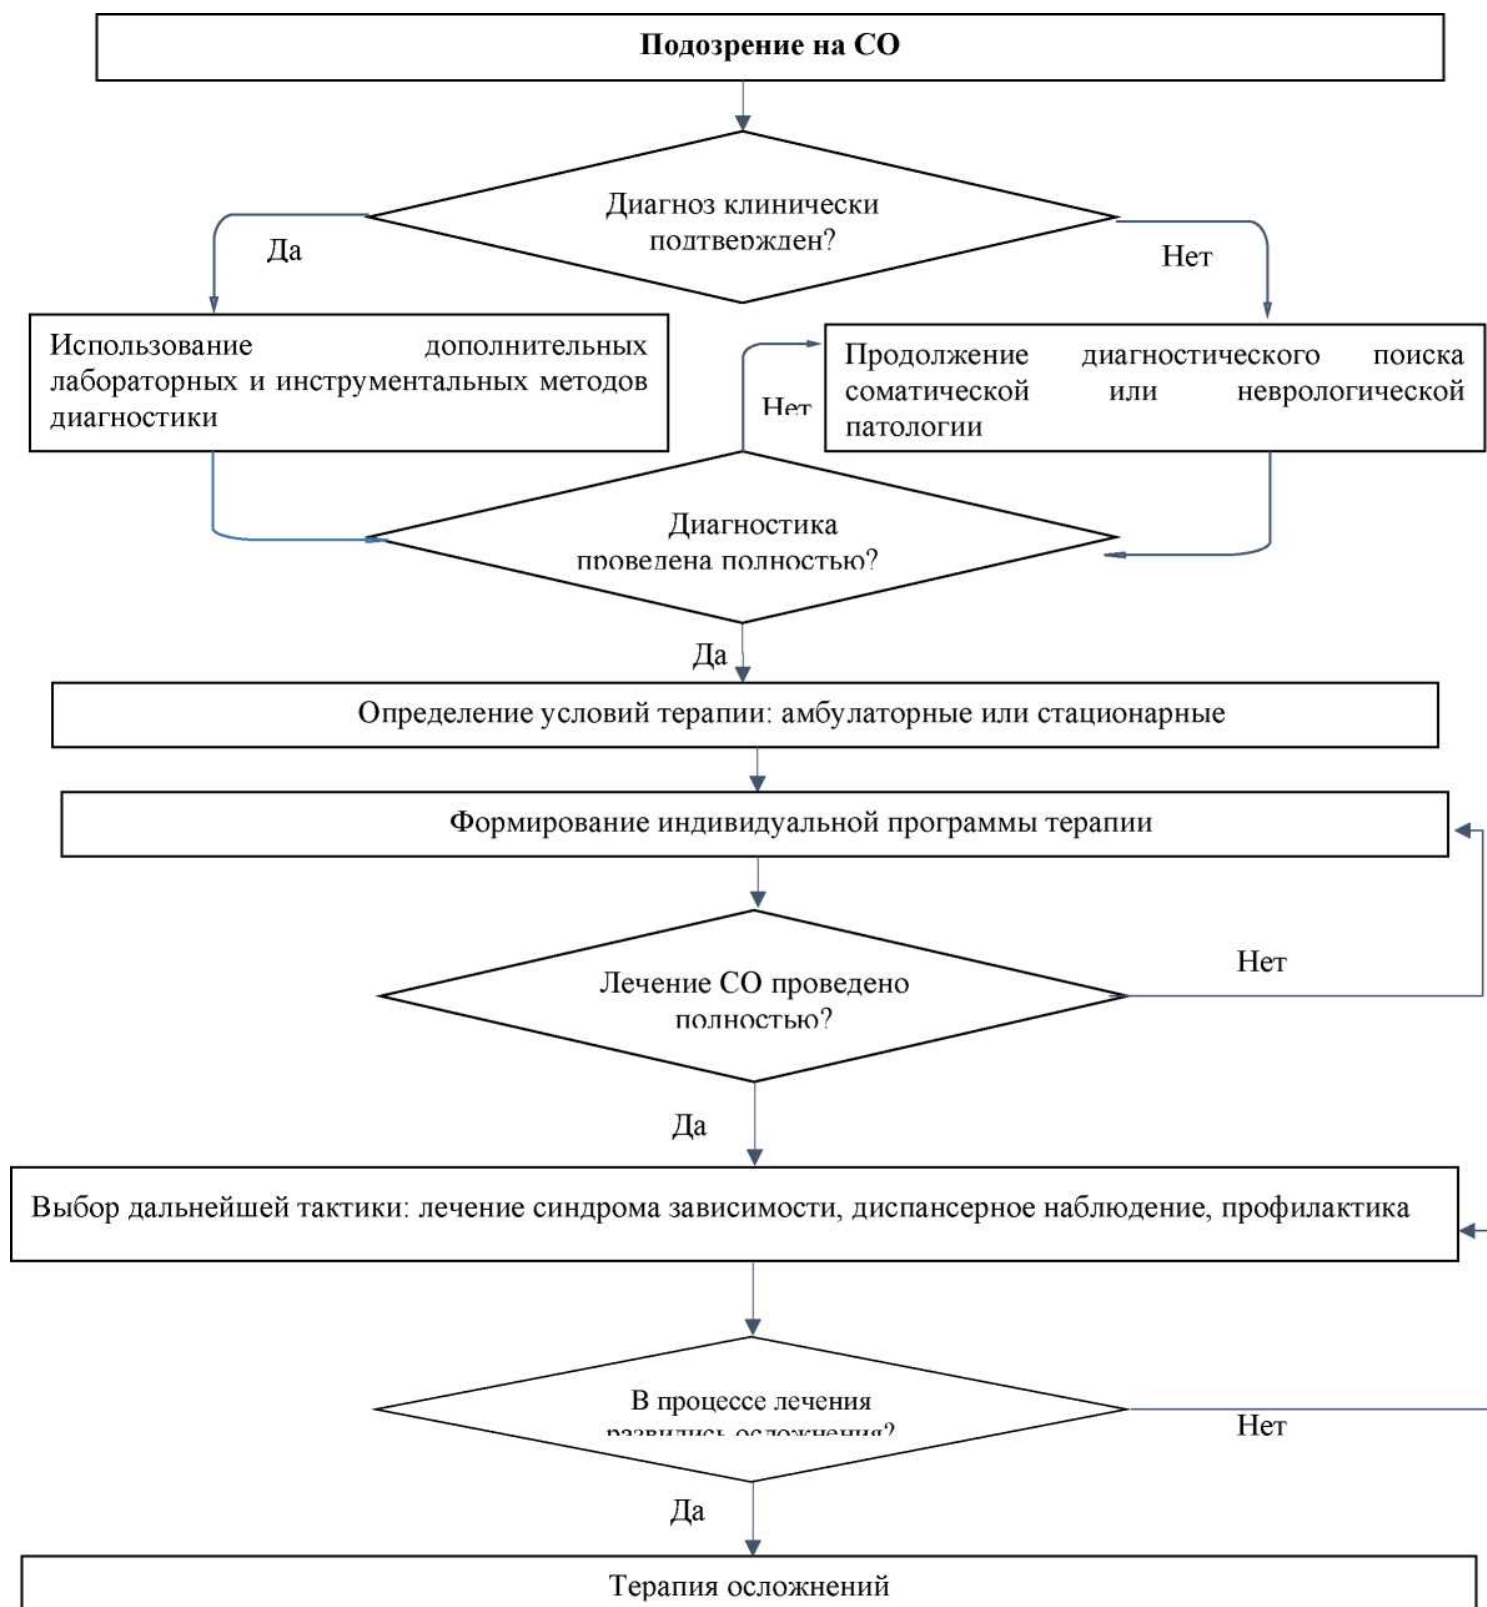 Подозрение на СО
Диагноз клинически
подтвержден?
Да
Нет
Использование дополнительных
лабораторных и инструментальных методов
диагностики
Продолжение диагностического поиска
соматической или неврологической
патологии
Нет
Диагностика
проведена полностью?
Да
Определение условий терапии: амбулаторные или стационарные
Формирование индивидуальной программы терапии
Лечение СО проведено
полностью?
Нет
Да
Выбор дальнейшей тактики: лечение синдрома зависимости, диспансерное наблюдение, профилактика
В процессе лечения
развились осложнения?
Нет
Да
Терапия осложнений